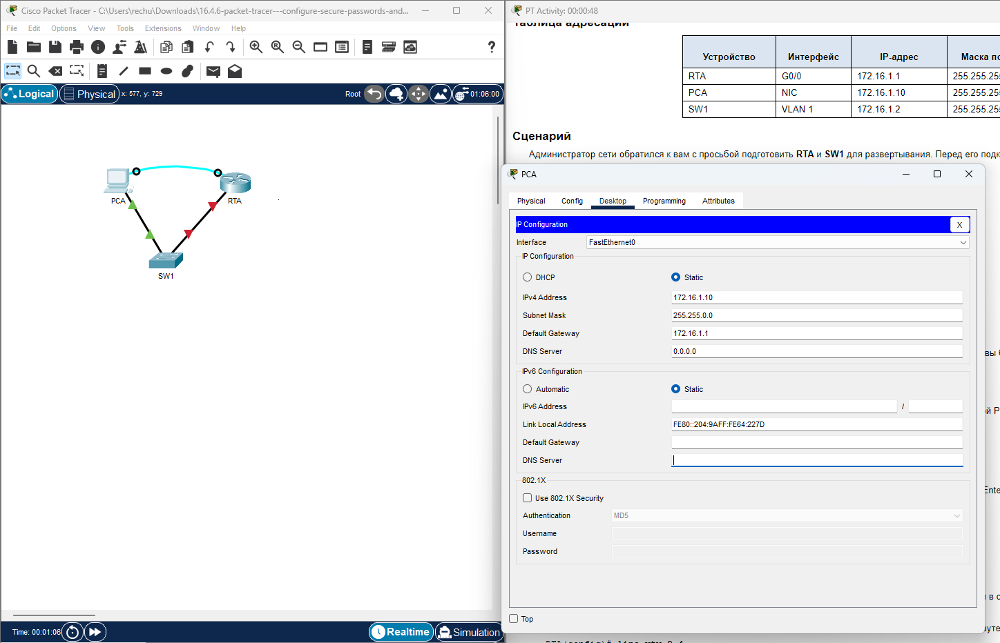 Cisco Packet Tracer - C:\Users\rechu\Downloads\16.4.6-packet-tracer---configure-secure-passwords-and...
File Edit Options View Tools Extensions Window Help
Logical Physical x: 577, y: 729 Root 01:06:00
PCA
RTA
SW1
Time: 00:01:06 Realtime Simulation
PT Activity: 00:00:48
Таблица адресации
Устройство Интерфейс IP-адрес Маска по
RTA G0/0 172.16.1.1 255.255.25
PCA NIC 172.16.1.10 255.255.25
SW1 VLAN 1 172.16.1.2 255.255.25
Сценарий
Администратор сети обратился к вам с просьбой подготовить RTA и SW1 для развертывания. Перед его подк
PCA
Physical Config Desktop Programming Attributes
IP Configuration X
Interface FastEthernet0
IP Configuration
DHCP Static
IPv4 Address 172.16.1.10
Subnet Mask 255.255.0.0
Default Gateway 172.16.1.1
DNS Server 0.0.0.0
IPv6 Configuration
Automatic Static
IPv6 Address /
Link Local Address FE80::204:9AFF:FE64:227D
Default Gateway
DNS Server
802.1X
Use 802.1X Security
Authentication MD5
Username
Password
Top